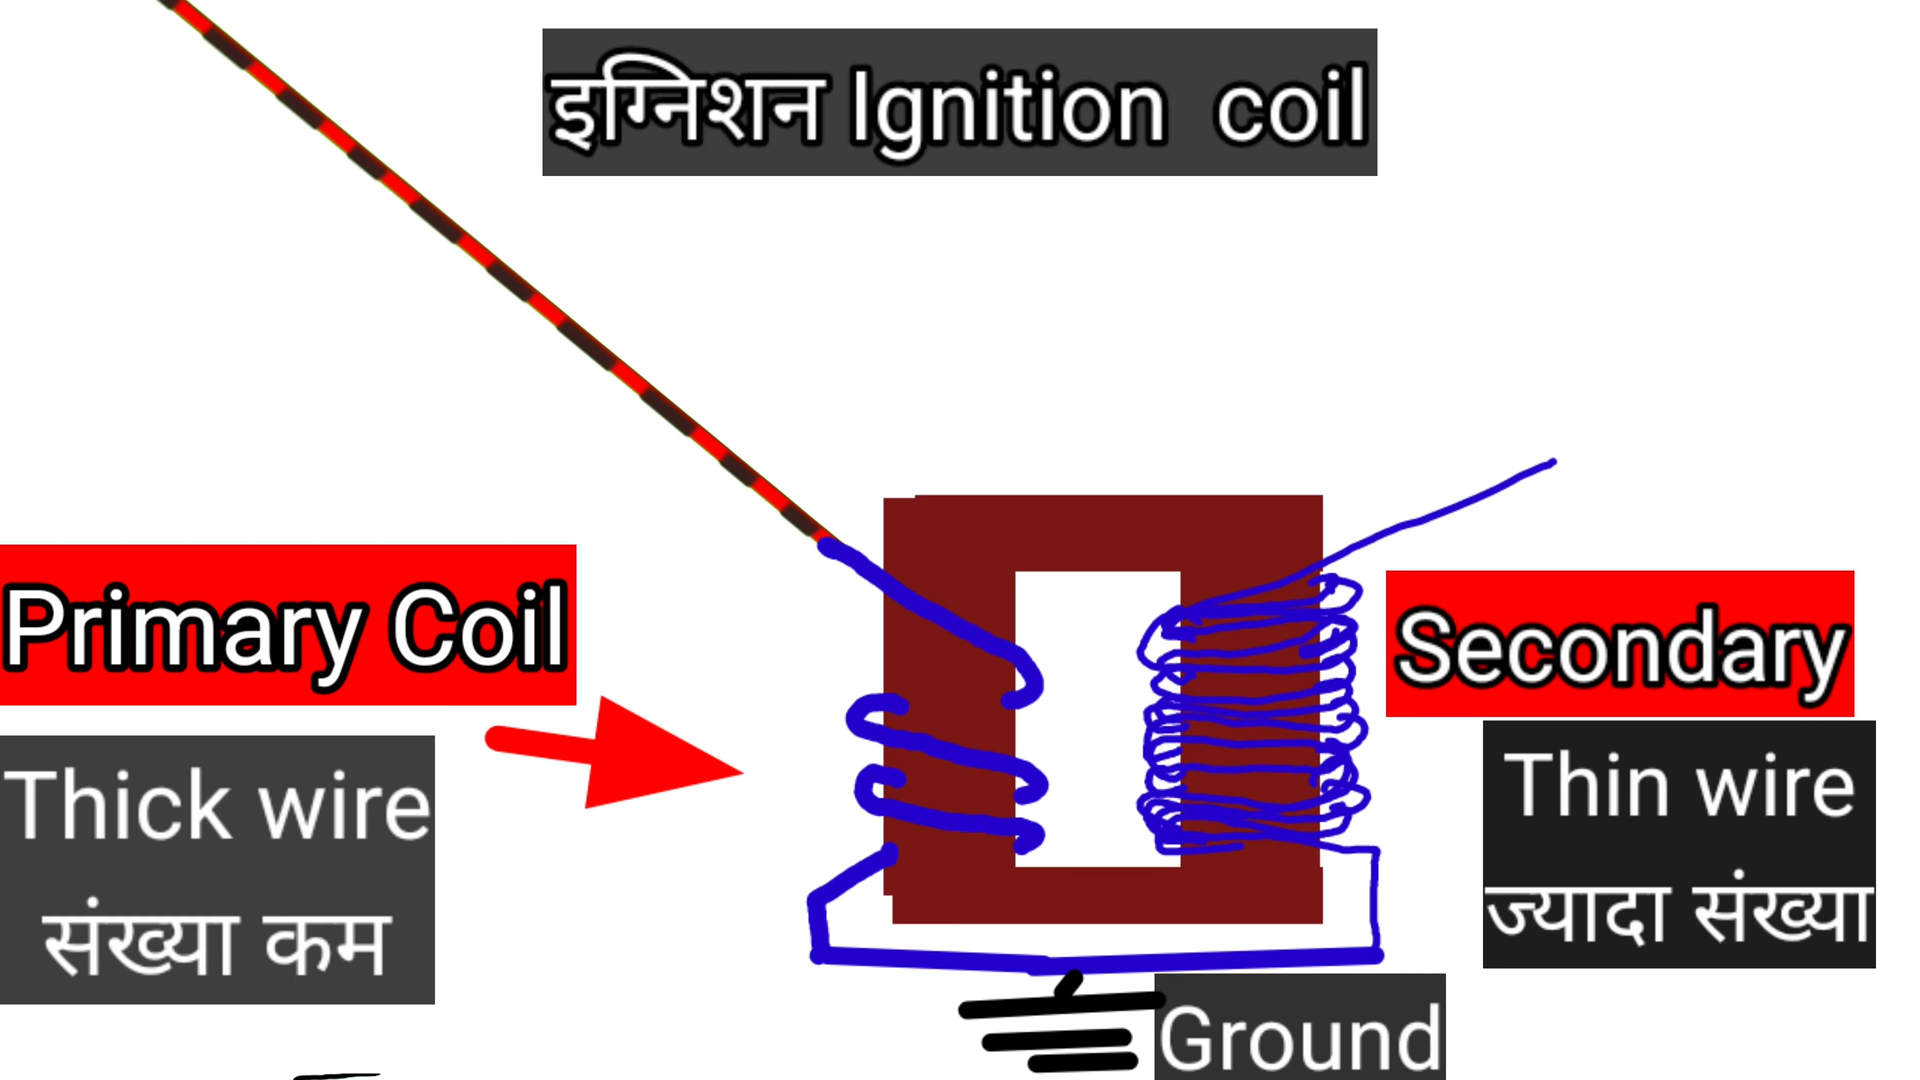 इग्निशन Ignition coil
Primary Coil
Thick wire
संख्या कम
Secondary
Thin wire
ज्यादा संख्या
Ground